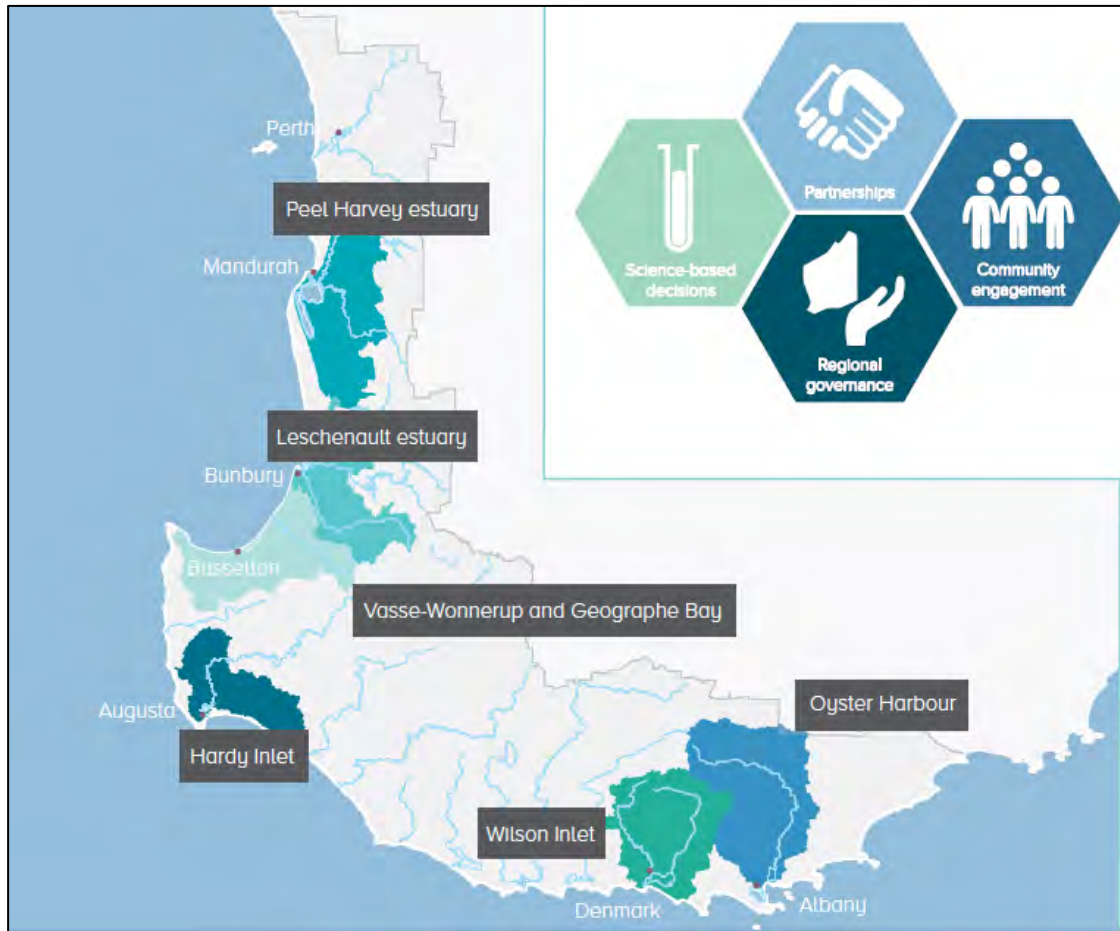 Perth
Peel Harvey estuary
Mandurah
Leschenault estuary
Bunbury
Busselton
Vasse-Wonnerup and Geographe Bay
Augusta
Hardy Inlet
Oyster Harbour
Wilson Inlet
Denmark
Albany
Partnerships
Science-based
decisions
Community
engagement
Regional
governance